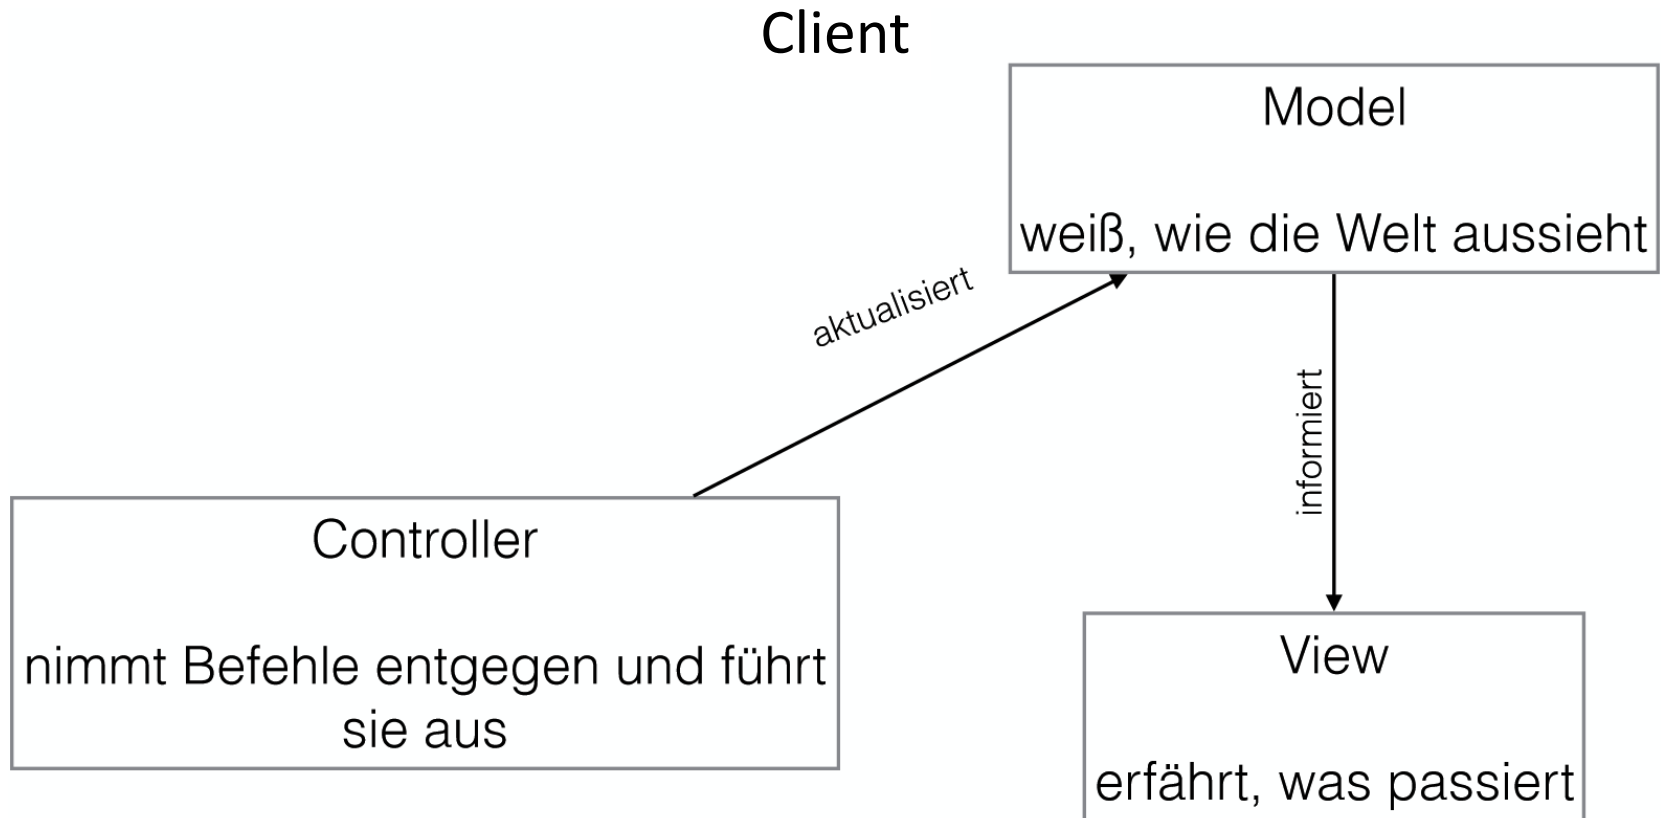 Client
Model
weiß, wie die Welt aussieht
aktualisiert
informiert
Controller
nimmt Befehle entgegen und führt
sie aus
View
erfährt, was passiert